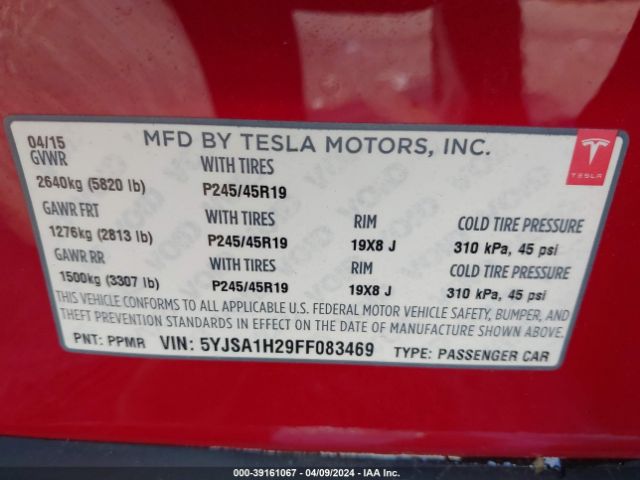 04/15 MFD BY TESLA MOTORS, INC.
GVWR WITH TIRES
2640kg (5820 lb) P245/45R19
TESLA
GAWR FRT WITH TIRES RIM COLD TIRE PRESSURE
1276kg (2813 lb) P245/45R19 19X8 J 310 kPa, 45 psi
GAWR RR WITH TIRES RIM COLD TIRE PRESSURE
1500kg (3307 lb) P245/45R19 19X8 J 310 kPa, 45 psi
THIS VEHICLE CONFORMS TO ALL APPLICABLE U.S. FEDERAL MOTOR VEHICLE SAFETY, BUMPER, AND
THEFT PREVENTION STANDARDS IN EFFECT ON THE DATE OF MANUFACTURE SHOWN ABOVE.
PNT: PPMR VIN: 5YJSA1H29FF083469 TYPE: PASSENGER CAR
000-39161067 - 04/09/2024 - IAA Inc.